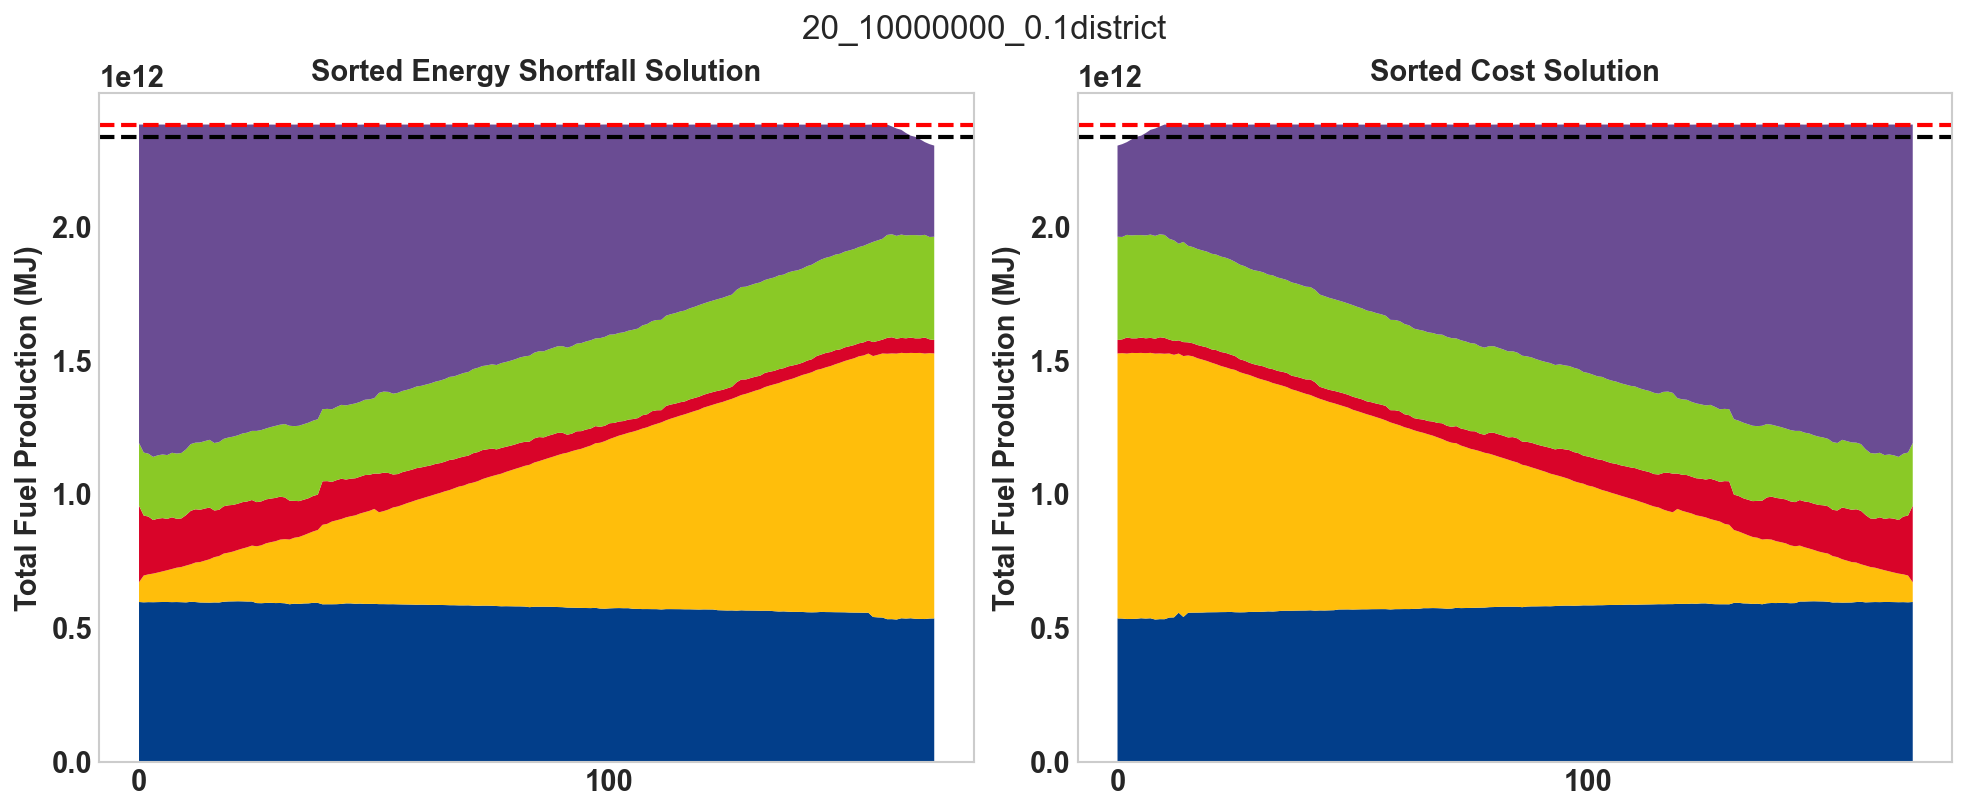 20_10000000_0.1district
Sorted Energy Shortfall Solution
1e12
Total Fuel Production (MJ)
2.0
1.5
1.0
0.5
0.0
0
100
Sorted Cost Solution
1e12
Total Fuel Production (MJ)
2.0
1.5
1.0
0.5
0.0
0
100